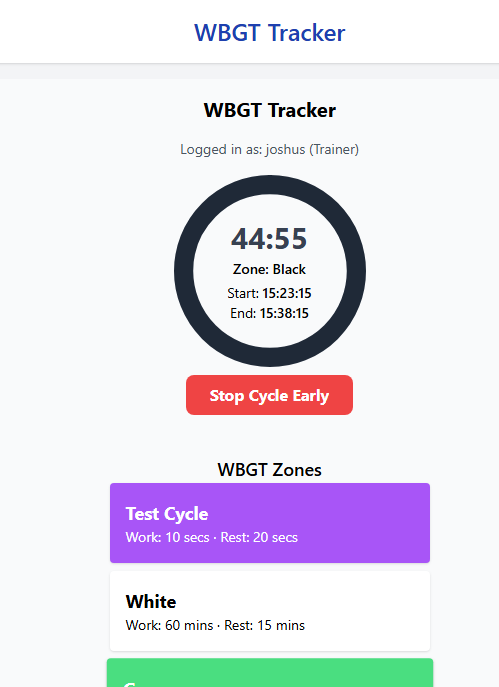 WBGT Tracker
WBGT Tracker
Logged in as: joshus (Trainer)
44:55
Zone: Black
Start: 15:23:15
End: 15:38:15
Stop Cycle Early
WBGT Zones
Test Cycle
Work: 10 secs · Rest: 20 secs
White
Work: 60 mins · Rest: 15 mins